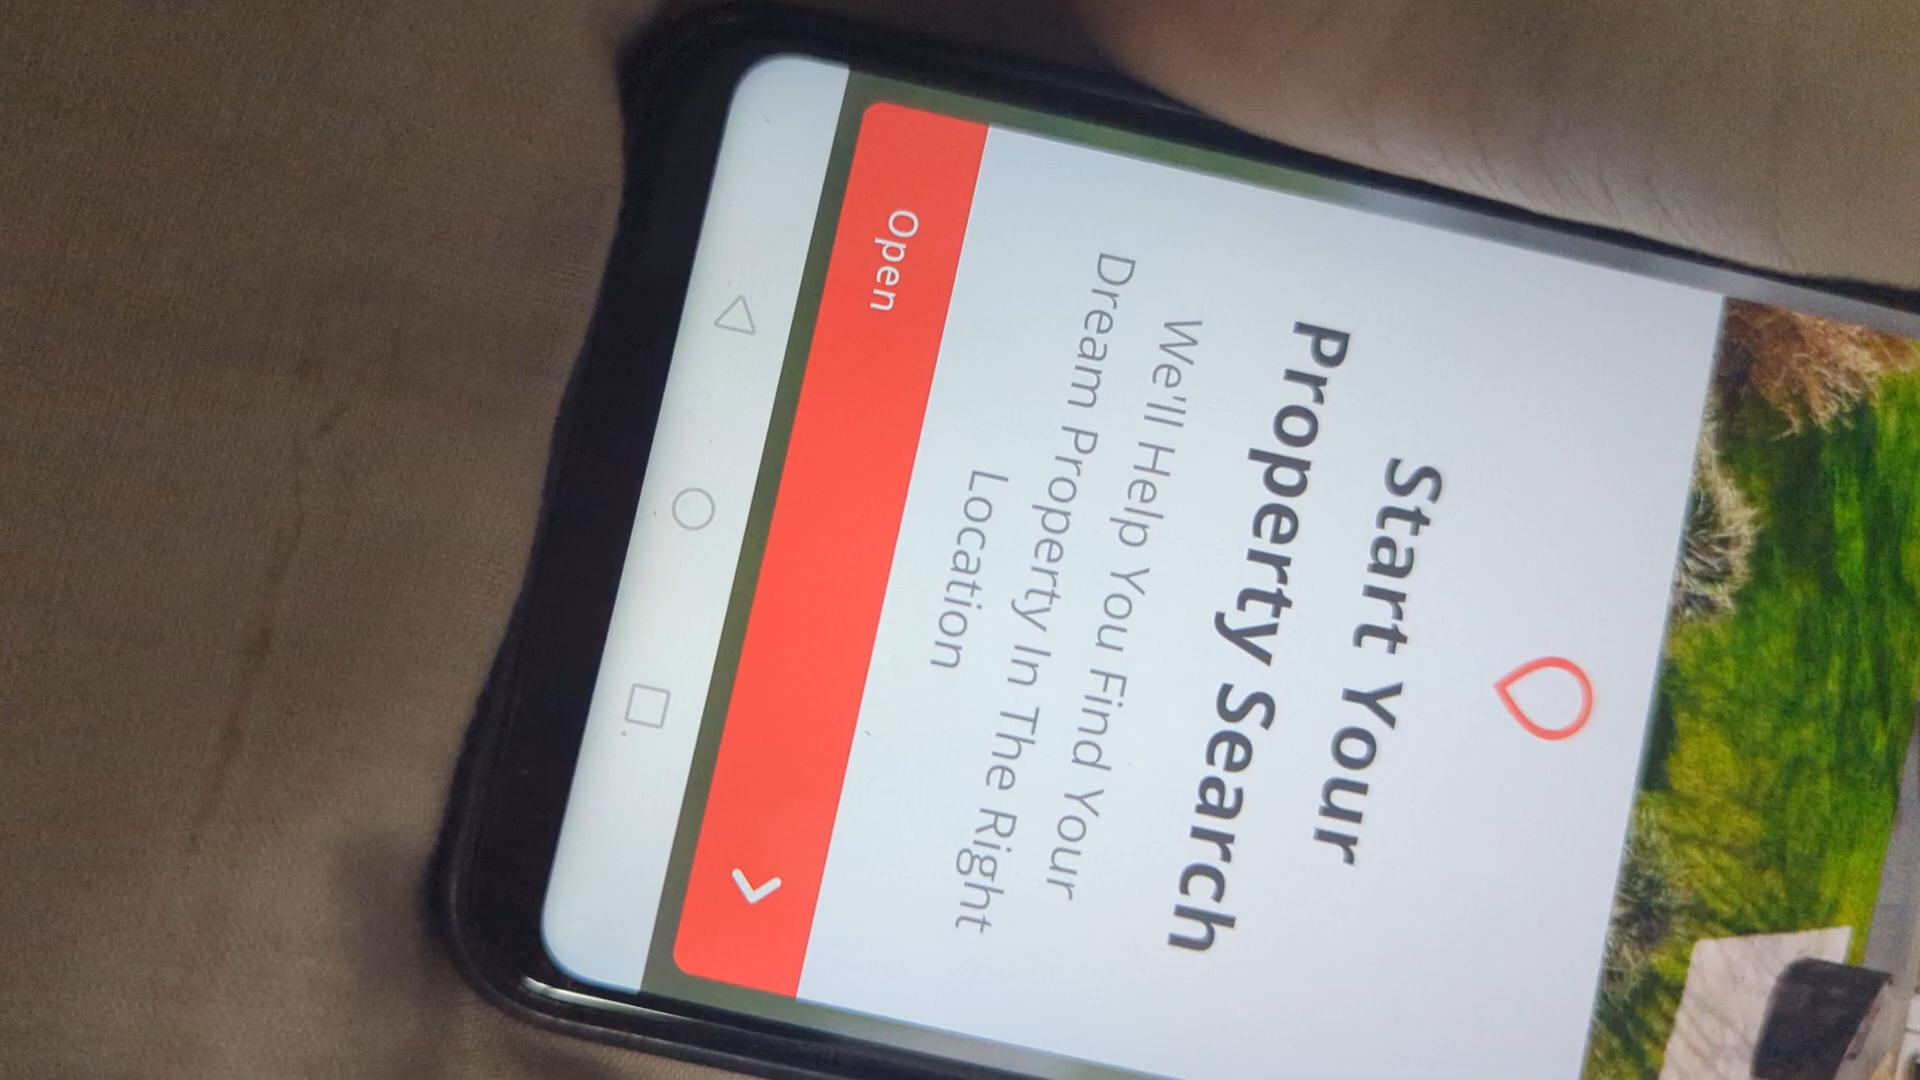 Start Your
Property Search
We'll Help You Find Your
Dream Property In The Right
Location
Open